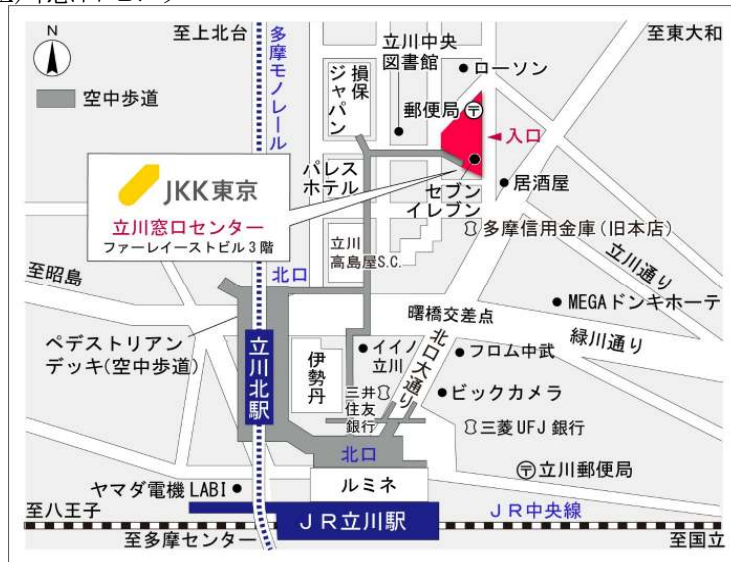 N
至上北台
多摩モノレール
損保
ジャパン
立川中央
図書館
ローソン
至東大和
空中歩道
郵便局
入口
JKK東京
立川窓口センター
ファーレイーストビル3階
パレス
ホテル
セブン
イレブン
居酒屋
多摩信用金庫(旧本店)
立川
高島屋S.C.
立川通り
至昭島
北口
MEGAドンキホーテ
曙橋交差点
緑川通り
ペデストリアン
デッキ(空中歩道)
立川北駅
伊勢丹
イイノ
立川
北口大通り
フロム中武
三井
住友
銀行
ビックカメラ
三菱UFJ銀行
北口
立川郵便局
ヤマダ電機LABI
ルミネ
至八王子
JR立川駅
JR中央線
至多摩センター
至国立